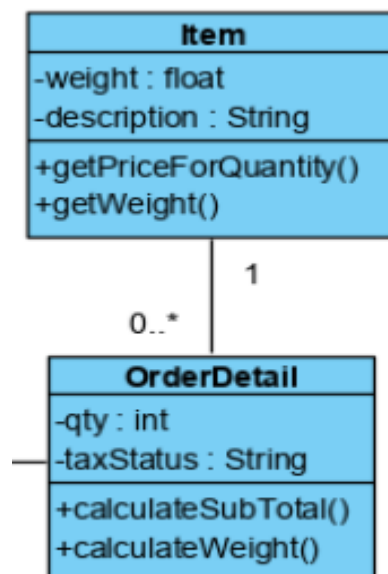 Item
-weight : float
-description : String
+getPriceForQuantity()
+getWeight()
1
0..*
OrderDetail
-qty : int
-taxStatus : String
+calculateSubTotal()
+calculateWeight()